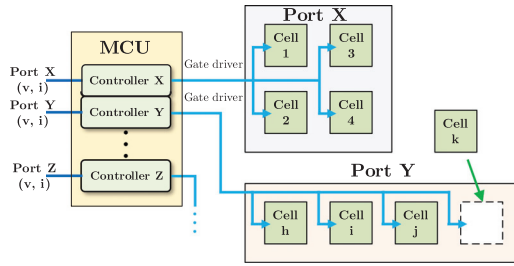 Port X
MCU
Cell
1
Cell
3
Port X
(v, i)
Controller X
Gate driver
Port Y
(v, i)
Controller Y
Gate driver
Cell
2
Cell
4
Cell
k
Port Z
(v, i)
Controller Z
Port Y
Cell
h
Cell
i
Cell
j